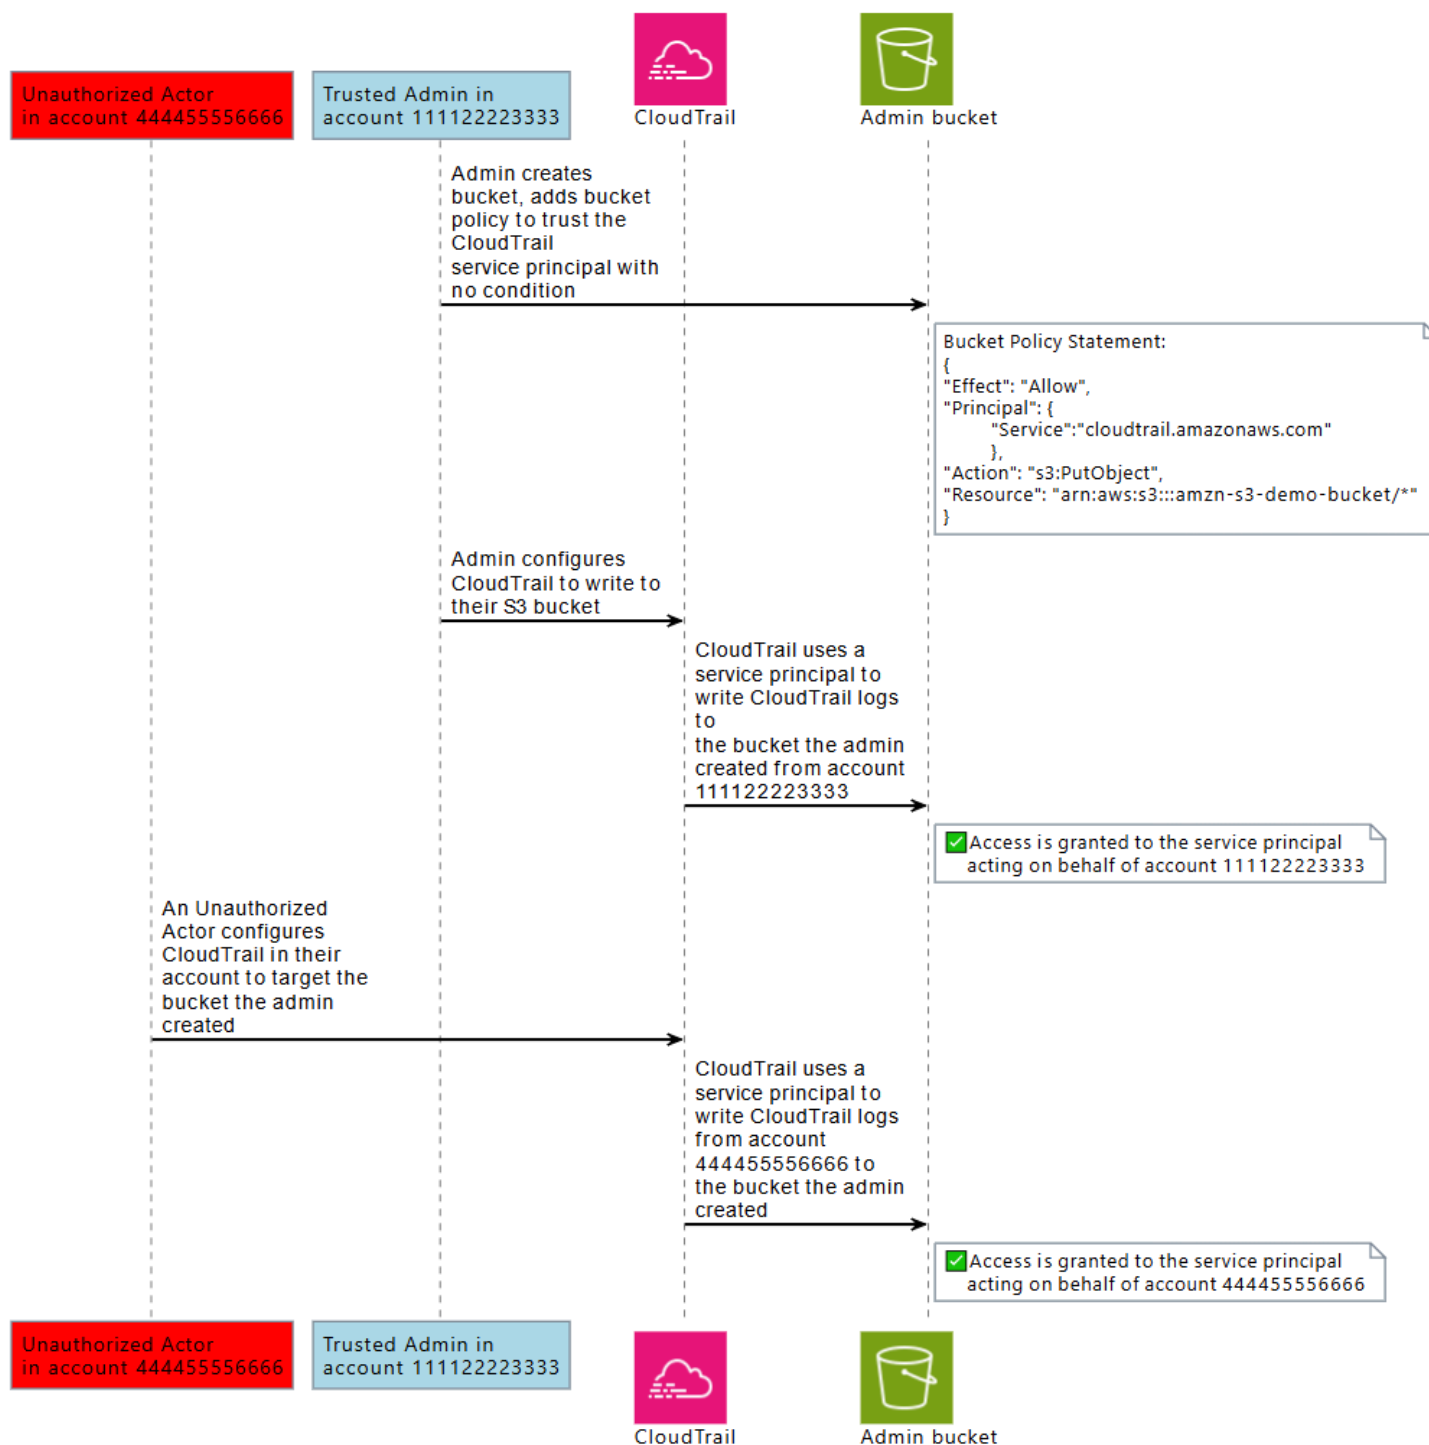 Unauthorized Actor
in account 444455556666
Trusted Admin in
account 111122223333
CloudTrail
Admin bucket
Admin creates
bucket, adds bucket
policy to trust the
CloudTrail
service principal with
no condition
Bucket Policy Statement:
{
"Effect": "Allow",
"Principal": {
"Service":"cloudtrail.amazonaws.com"
},
"Action": "s3:PutObject",
"Resource": "arn:aws:s3:::amzn-s3-demo-bucket/*"
}
Admin configures
CloudTrail to write to
their S3 bucket
CloudTrail uses a
service principal to
write CloudTrail logs
to
the bucket the admin
created from account
111122223333
Access is granted to the service principal
acting on behalf of account 111122223333
An Unauthorized
Actor configures
CloudTrail in their
account to target the
bucket the admin
created
CloudTrail uses a
service principal to
write CloudTrail logs
from account
444455556666 to
the bucket the admin
created
Access is granted to the service principal
acting on behalf of account 444455556666
Unauthorized Actor
in account 444455556666
Trusted Admin in
account 111122223333
CloudTrail
Admin bucket